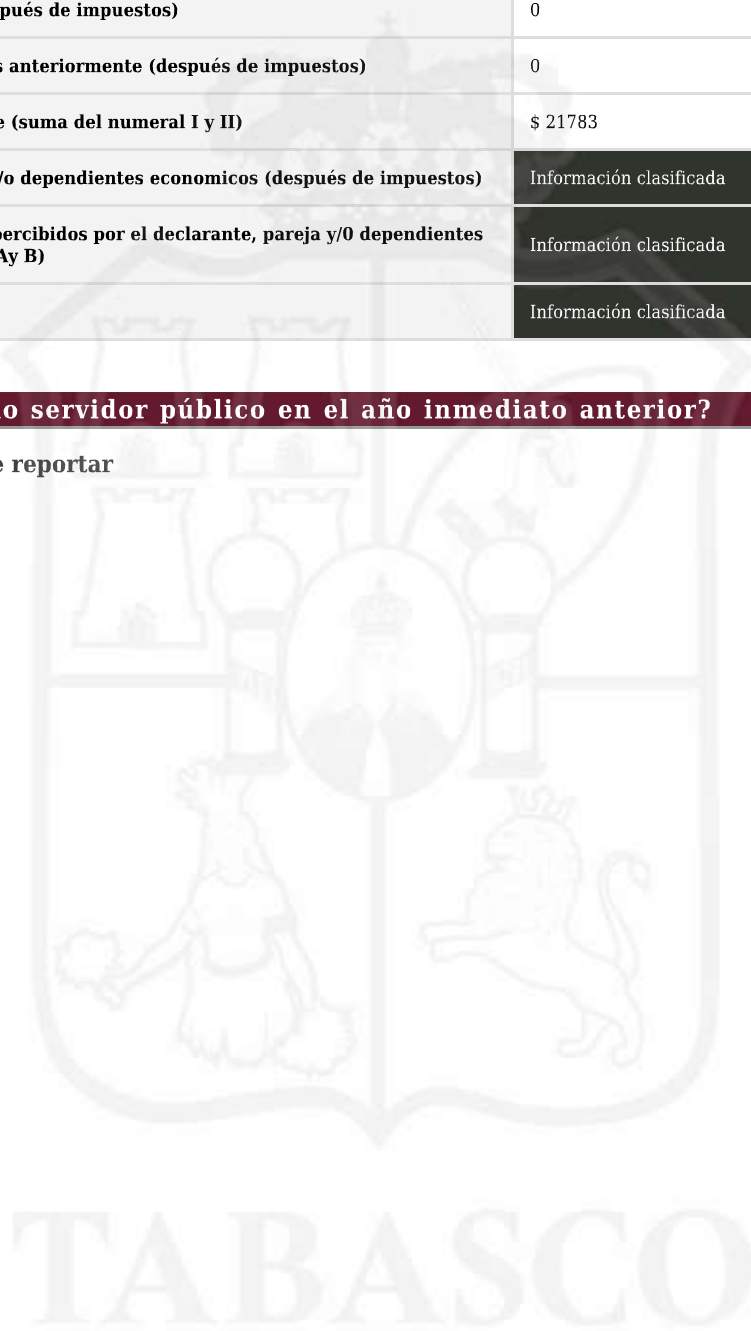 pués de impuestos)
0
s anteriormente (después de impuestos)
0
e (suma del numeral I y II)
$ 21783
/o dependientes economicos (después de impuestos)
Información clasificada
percibidos por el declarante, pareja y/0 dependientes
Ay B)
Información clasificada
Información clasificada
o servidor público en el año inmediato anterior?
e reportar
TABASCO